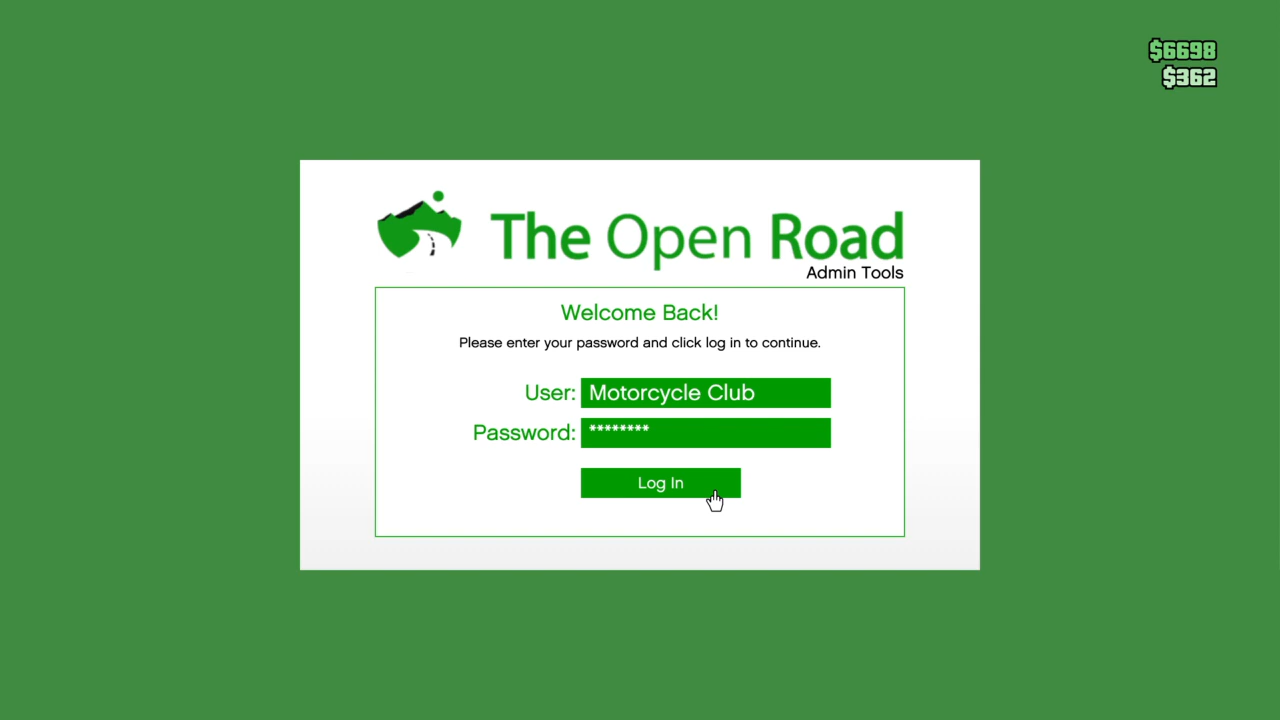 $6698
$362
The Open Road
Admin Tools
Welcome Back!
Please enter your password and click log in to continue.
User: Motorcycle Club
Password: ********
Log In